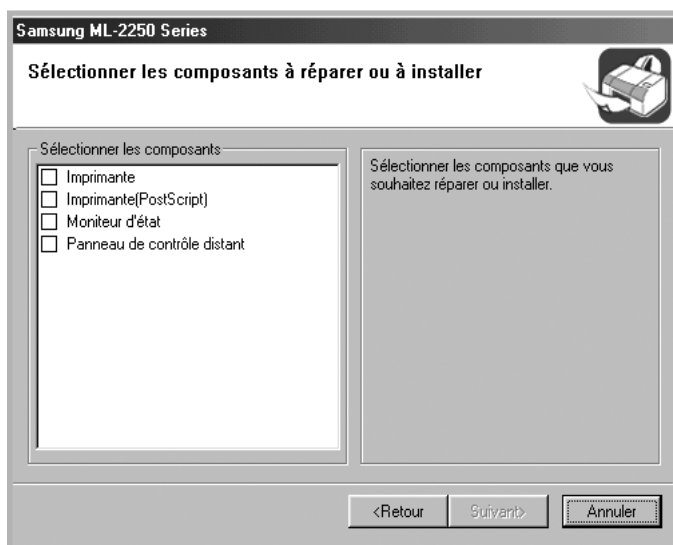 Samsung ML-2250 Series
Sélectionner les composants à réparer ou à installer
Sélectionner les composants
Imprimante
Imprimante(PostScript)
Moniteur d'état
Panneau de contrôle distant
Sélectionner les composants que vous
souhaitez réparer ou installer.
<Retour
Suivant>
Annuler